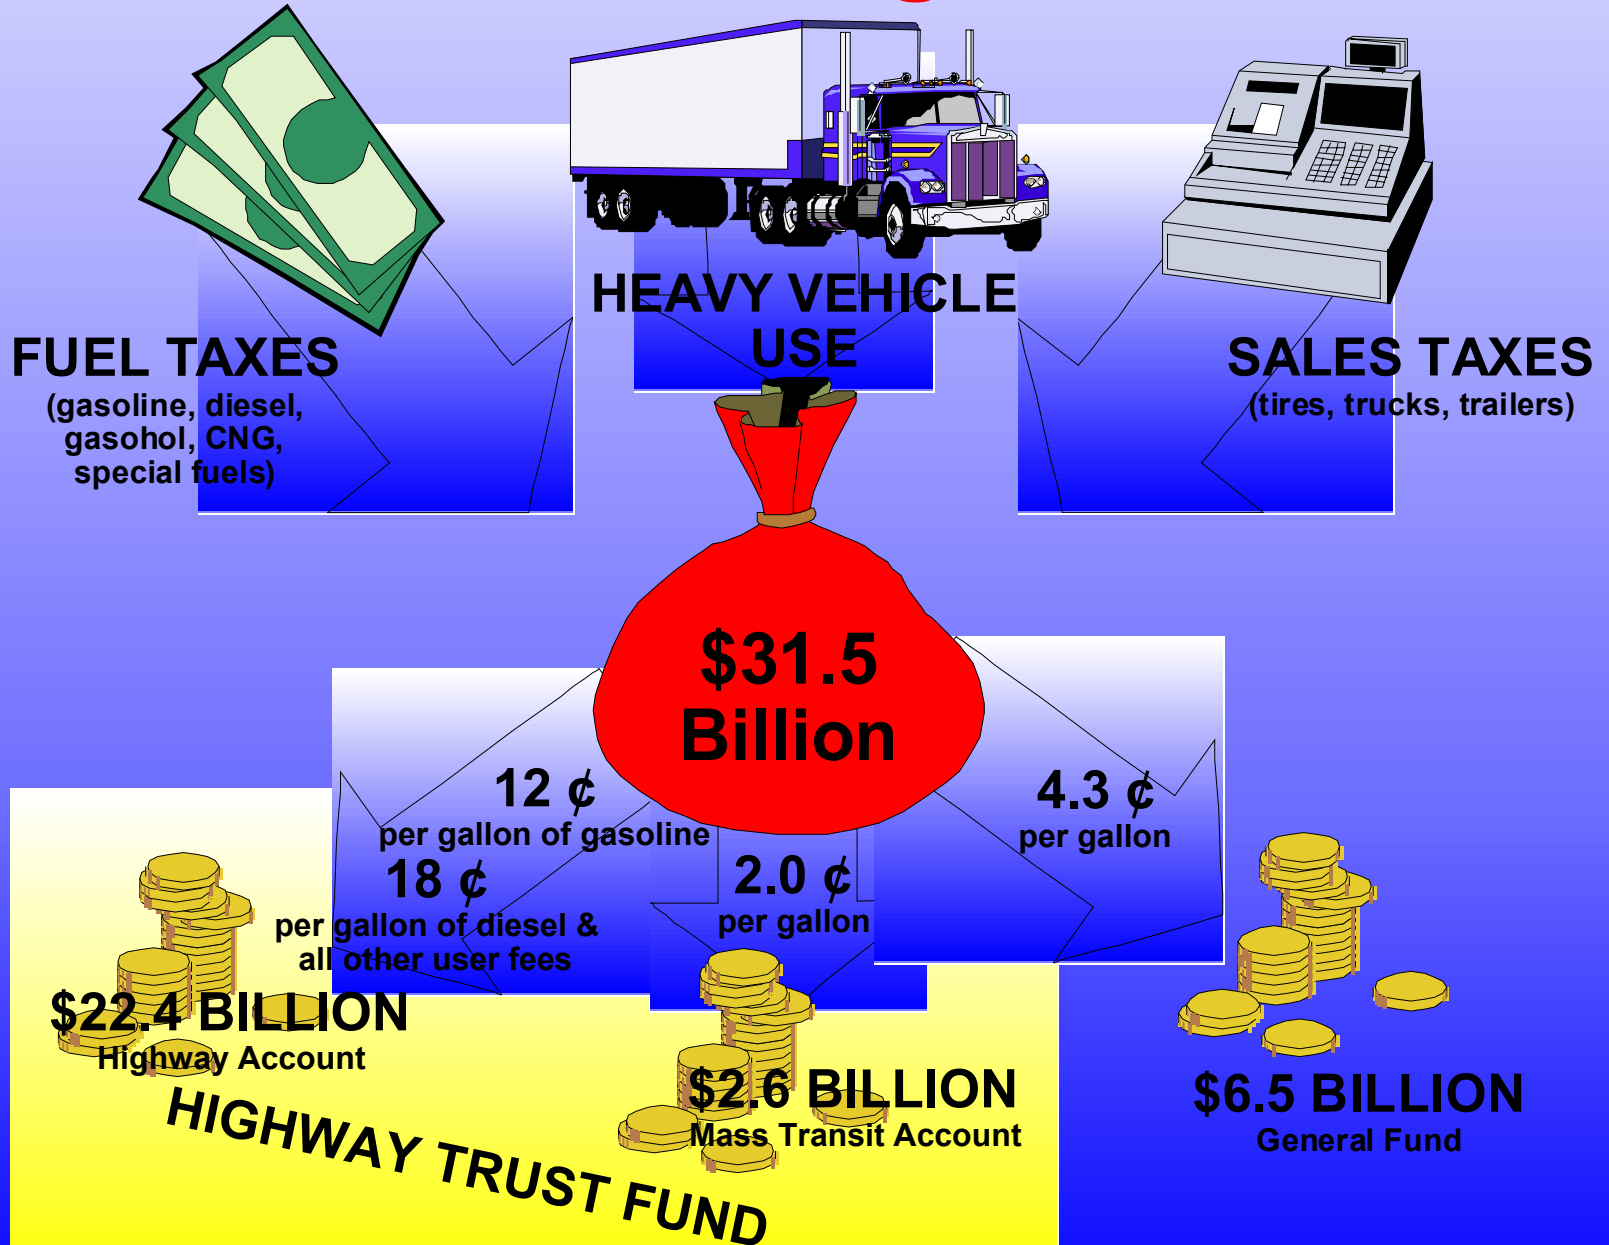 HEAVY VEHICLE
USE
FUEL TAXES
(gasoline, diesel,
gasohol, CNG,
special fuels)
SALES TAXES
(tires, trucks, trailers)
$31.5
Billion
12 ¢
per gallon of gasoline
18 ¢
per gallon of diesel &
all other user fees
2.0 ¢
per gallon
4.3 ¢
per gallon
$22.4 BILLION
Highway Account
$2.6 BILLION
Mass Transit Account
$6.5 BILLION
General Fund
HIGHWAY TRUST FUND